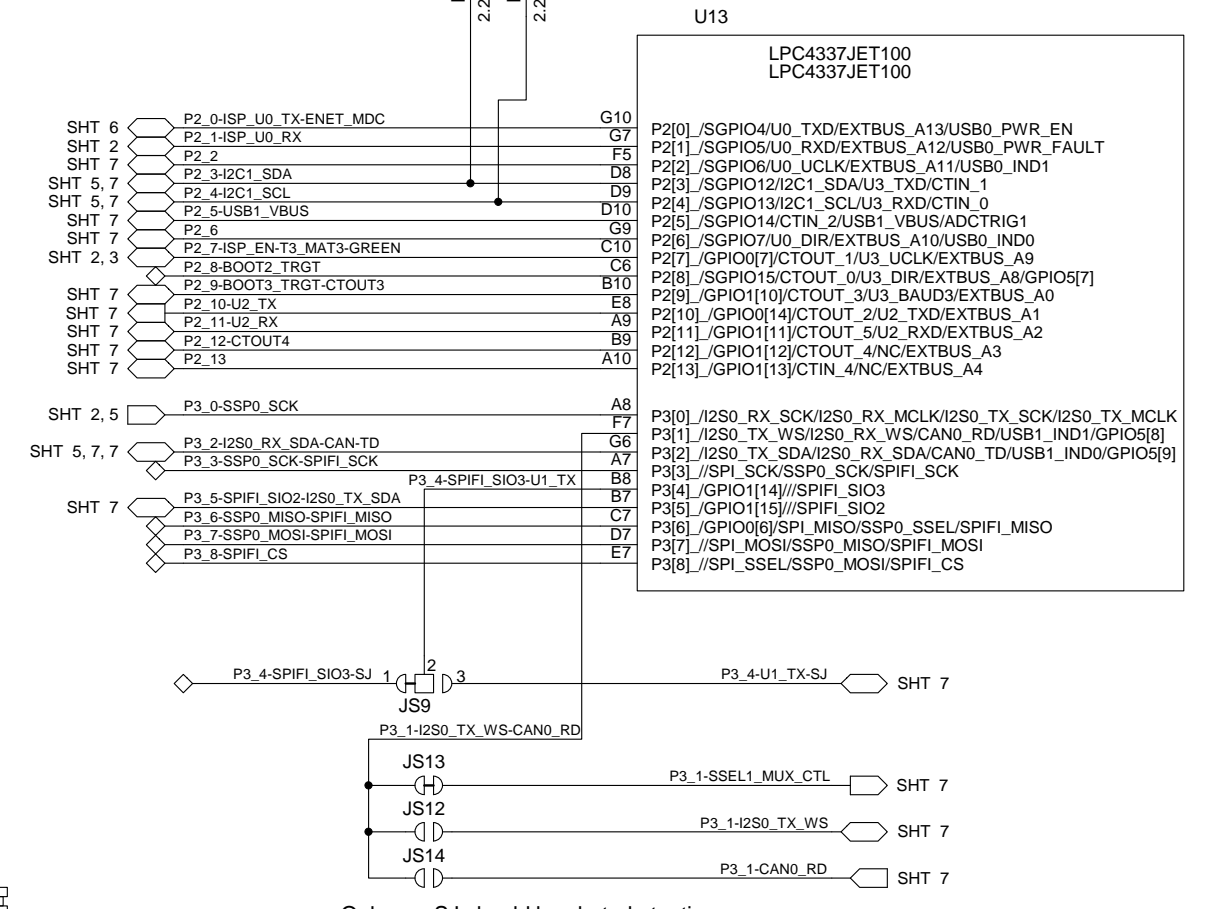 2.2
2.2
U13
LPC4337JET100
LPC4337JET100
SHT 6 P2_0-ISP_U0_TX-ENET_MDC G10 P2[0]_/SGPIO4/U0_TXD/EXTBUS_A13/USB0_PWR_EN
SHT 2 P2_1-ISP_U0_RX G7 P2[1]_/SGPIO5/U0_RXD/EXTBUS_A12/USB0_PWR_FAULT
SHT 7 P2_2 F5 P2[2]_/SGPIO6/U0_UCLK/EXTBUS_A11/USB0_IND1
SHT 5, 7 P2_3-I2C1_SDA D8 P2[3]_/SGPIO12/I2C1_SDA/U3_TXD/CTIN_1
SHT 5, 7 P2_4-I2C1_SCL D9 P2[4]_/SGPIO13/I2C1_SCL/U3_RXD/CTIN_0
SHT 7 P2_5-USB1_VBUS D10 P2[5]_/SGPIO14/CTIN_2/USB1_VBUS/ADCTRIG1
SHT 7 P2_6 G9 P2[6]_/SGPIO7/U0_DIR/EXTBUS_A10/USB0_IND0
SHT 2, 3 P2_7-ISP_EN-T3_MAT3-GREEN C10 P2[7]_/GPIO0[7]/CTOUT_1/U3_UCLK/EXTBUS_A9
P2_8-BOOT2_TRGT C6 P2[8]_/SGPIO15/CTOUT_0/U3_DIR/EXTBUS_A8/GPIO5[7]
SHT 7 P2_9-BOOT3_TRGT-CTOUT3 B10 P2[9]_/GPIO1[10]/CTOUT_3/U3_BAUD3/EXTBUS_A0
SHT 7 P2_10-U2_TX E8 P2[10]_/GPIO0[14]/CTOUT_2/U2_TXD/EXTBUS_A1
SHT 7 P2_11-U2_RX A9 P2[11]_/GPIO1[11]/CTOUT_5/U2_RXD/EXTBUS_A2
SHT 7 P2_12-CTOUT4 B9 P2[12]_/GPIO1[12]/CTOUT_4/NC/EXTBUS_A3
SHT 7 P2_13 A10 P2[13]_/GPIO1[13]/CTIN_4/NC/EXTBUS_A4
SHT 2, 5 P3_0-SSP0_SCK A8 P3[0]_/I2S0_RX_SCK/I2S0_RX_MCLK/I2S0_TX_SCK/I2S0_TX_MCLK
F7 P3[1]_/I2S0_TX_WS/I2S0_RX_WS/CAN0_RD/USB1_IND1/GPIO5[8]
SHT 5, 7, 7 P3_2-I2S0_RX_SDA-CAN-TD G6 P3[2]_/I2S0_TX_SDA/I2S0_RX_SDA/CAN0_TD/USB1_IND0/GPIO5[9]
P3_3-SSP0_SCK-SPIFI_SCK A7 P3[3]_//SPI_SCK/SSP0_SCK/SPIFI_SCK
P3_4-SPIFI_SIO3-U1_TX B8 P3[4]_/GPIO1[14]///SPIFI_SIO3
SHT 7 P3_5-SPIFI_SIO2-I2S0_TX_SDA B7 P3[5]_/GPIO1[15]///SPIFI_SIO2
P3_6-SSP0_MISO-SPIFI_MISO C7 P3[6]_/GPIO0[6]/SPI_MISO/SSP0_SSEL/SPIFI_MISO
P3_7-SSP0_MOSI-SPIFI_MOSI D7 P3[7]_//SPI_MOSI/SSP0_MISO/SPIFI_MOSI
P3_8-SPIFI_CS E7 P3[8]_//SPI_SSEL/SSP0_MOSI/SPIFI_CS
P3_4-SPIFI_SIO3-SJ 1 2 3 P3_4-U1_TX-SJ SHT 7
JS9
P3_1-I2S0_TX_WS-CAN0_RD
JS13
P3_1-SSEL1_MUX_CTL SHT 7
JS12
P3_1-I2S0_TX_WS SHT 7
JS14
P3_1-CAN0_RD SHT 7